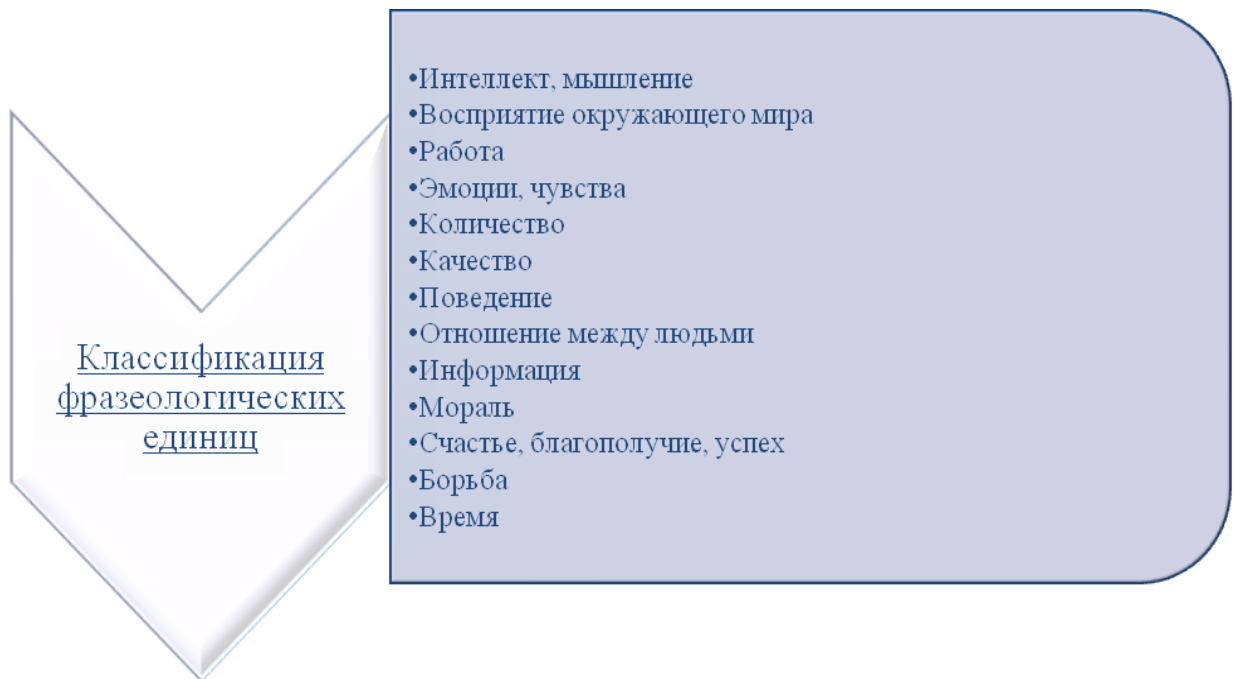 Классификация
фразеологических
единиц
•Интеллект, мышление
•Восприятие окружающего мира
•Работа
•Эмоции, чувства
•Количество
•Качество
•Поведение
•Отношение между людьми
•Информация
•Мораль
•Счастье, благополучие, успех
•Борьба
•Время